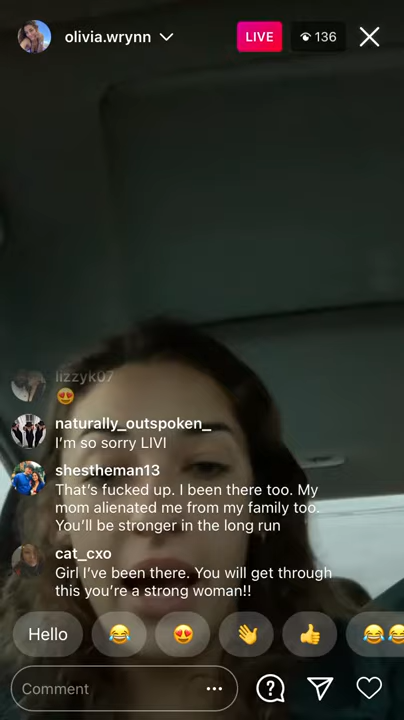 olivia.wrynn
LIVE
136
lizzyk07
😍
naturally_outspoken_
I'm so sorry LIVI
shestheman13
That's fucked up. I been there too. My
mom alienated me from my family too.
You'll be stronger in the long run
cat_cxo
Girl I've been there. You will get through
this you're a strong woman!!
Hello 😂 😍 👋 👍 😂😂
Comment